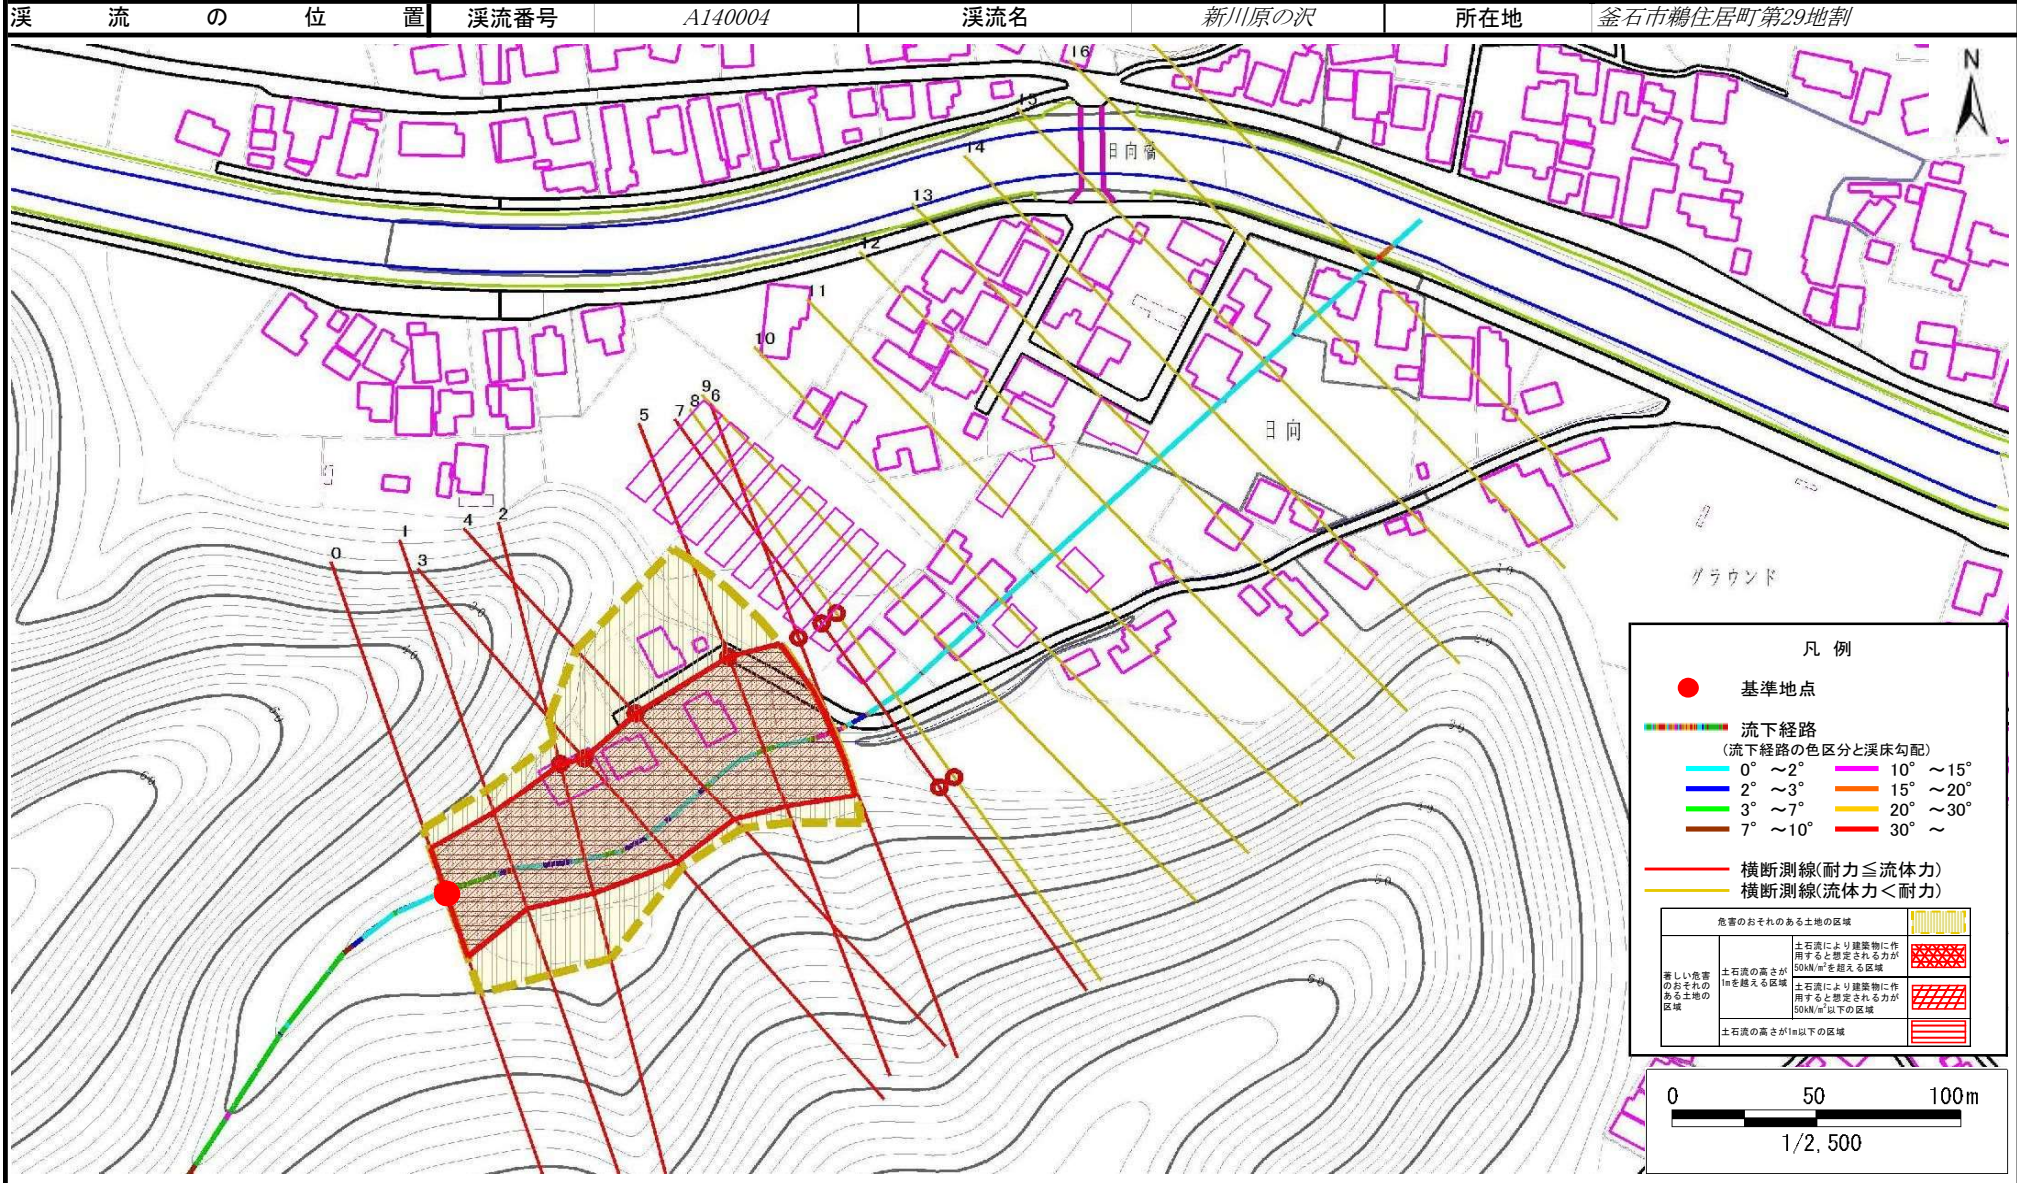 渓流の位置 渓流番号 A140004 渓流名 新川原の沢 所在地 釜石市鵜住居町第29地割
N
16
15
14
日向橋
13
12
11
10
9
8
6
7
5
日向
4
2
1
3
0
グラウンド
10
20
30
40
50
60
30
40
50
60
凡 例
基準地点
流下経路
(流下経路の色区分と渓床勾配)
0° ~2° 10° ~15°
2° ~3° 15° ~20°
3° ~7° 20° ~30°
7° ~10° 30° ~
横断測線(耐力≦流体力)
横断測線(流体力<耐力)
危害のおそれのある土地の区域
著しい危害のおそれのある土地の区域
土石流の高さが1mを越える区域
土石流により建築物に作用すると想定される力が50kN/m²を超える区域
土石流により建築物に作用すると想定される力が50kN/m²以下の区域
土石流の高さが1m以下の区域
0 50 100m
1/2,500